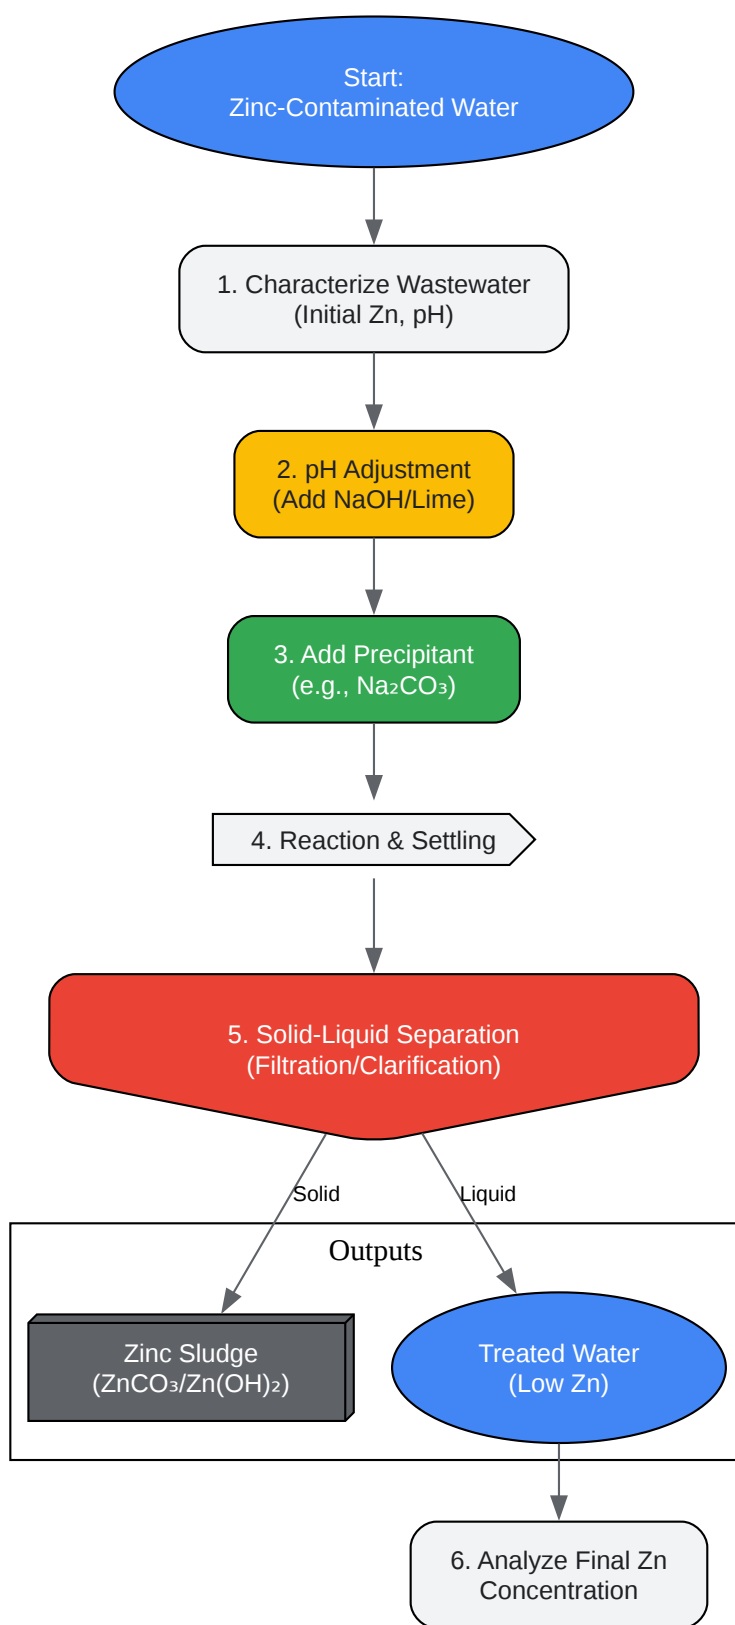 Start:
Zinc-Contaminated Water
1. Characterize Wastewater
(Initial Zn, pH)
2. pH Adjustment
(Add NaOH/Lime)
3. Add Precipitant
(e.g., Na₂CO₃)
4. Reaction & Settling
5. Solid-Liquid Separation
(Filtration/Clarification)
Solid
Liquid
Outputs
Zinc Sludge
(ZnCO₃/Zn(OH)₂)
Treated Water
(Low Zn)
6. Analyze Final Zn
Concentration